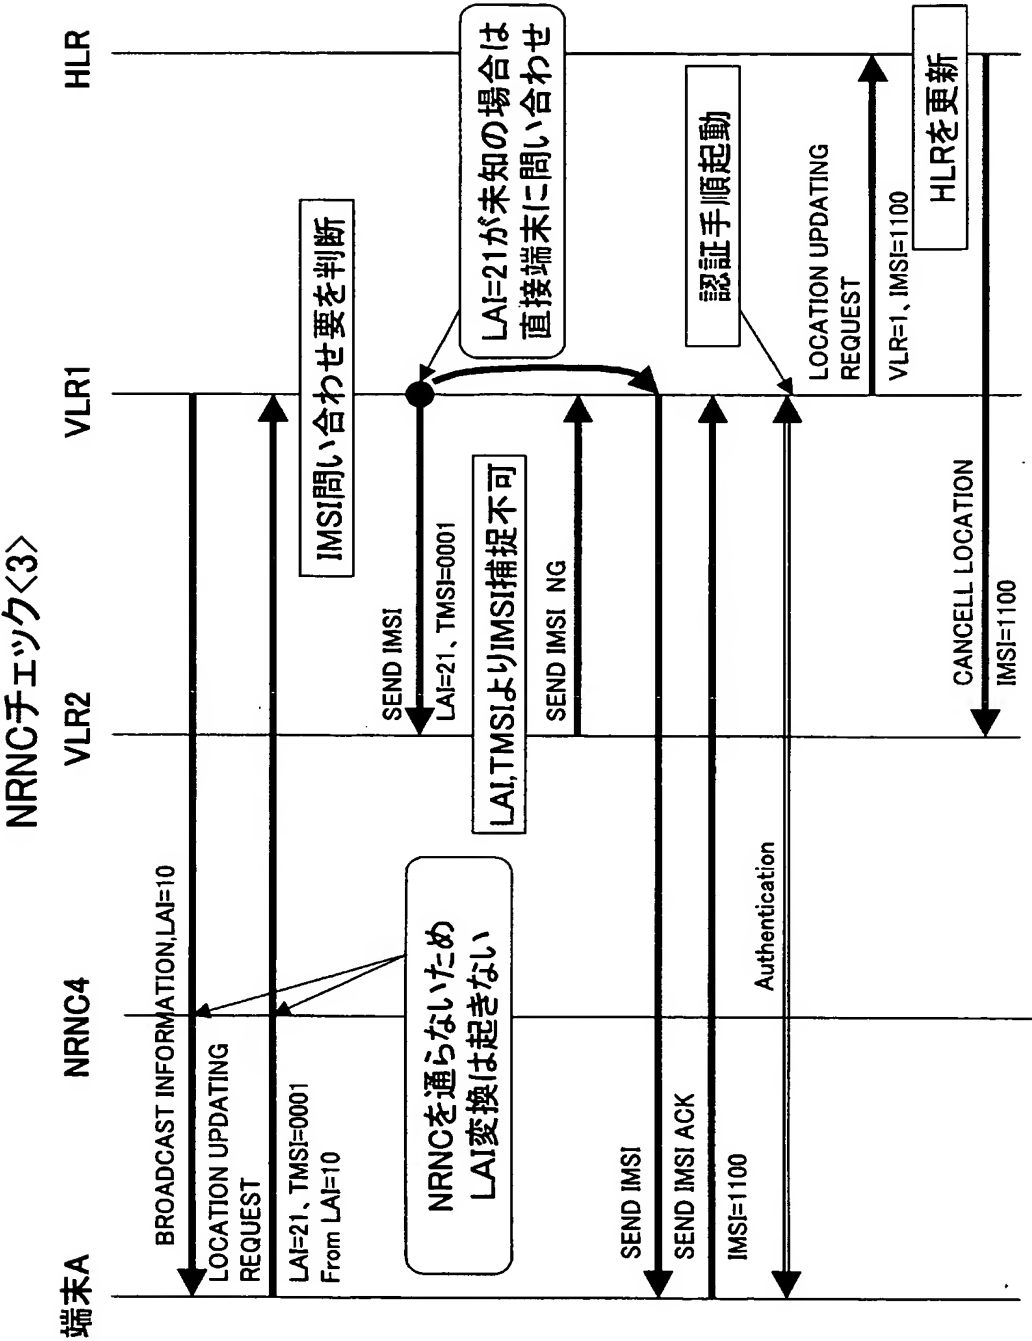 NRNCチェック<3>
端末A
NRNC4
VLR2
VLR1
HLR
BROADCAST INFORMATION,LAI=10
LOCATION UPDATING
REQUEST
LAI=21、TMSI=0001
From LAI=10
IMSI問い合わせ要を判断
NRNCを通らないため
LAI変換は起きない
SEND IMSI
LAI=21、TMSI=0001
LAI=21が未知の場合は
直接端末に問い合わせ
LAI,TMSIよりIMSI捕捉不可
SEND IMSI NG
SEND IMSI
SEND IMSI ACK
IMSI=1100
認証手順起動
Authentication
LOCATION UPDATING
REQUEST
VLR=1、IMSI=1100
HLRを更新
CANCELL LOCATION
IMSI=1100